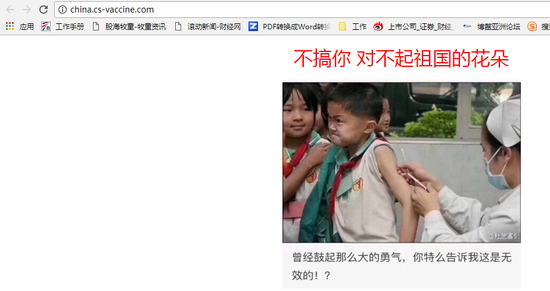 china.cs-vaccine.com
应用
工作手册
股海牧童-牧童资讯
滚动新闻-财经网
PDF转换成Word转
工作
上市公司_证券_财经_
博鳌亚洲论坛
搜
不搞你 对不起祖国的花朵
曾经鼓起那么大的勇气,你特么告诉我这是无
效的!?